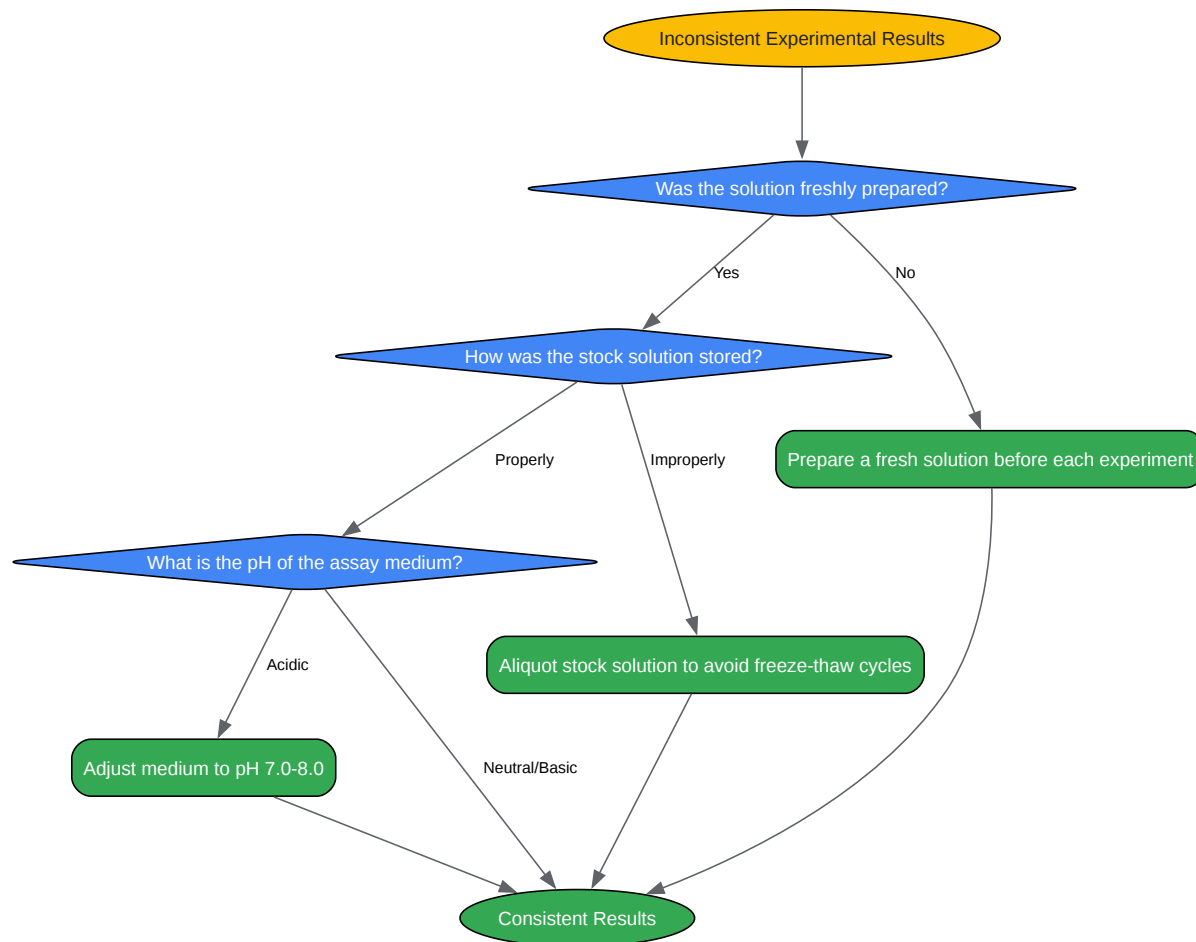 Inconsistent Experimental Results
Was the solution freshly prepared?
Yes
No
How was the stock solution stored?
Properly
Improperly
Prepare a fresh solution before each experiment
What is the pH of the assay medium?
Acidic
Neutral/Basic
Aliquot stock solution to avoid freeze-thaw cycles
Adjust medium to pH 7.0-8.0
Consistent Results